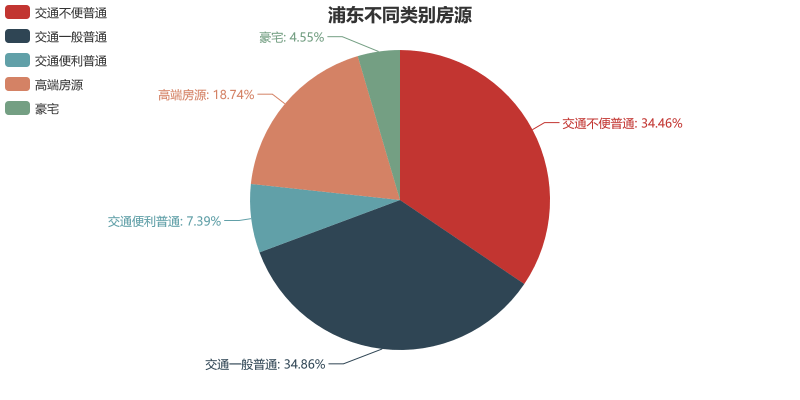 浦东不同类别房源
交通不便普通
交通一般普通
交通便利普通
高端房源
豪宅
豪宅: 4.55%
高端房源: 18.74%
交通不便普通: 34.46%
交通便利普通: 7.39%
交通一般普通: 34.86%